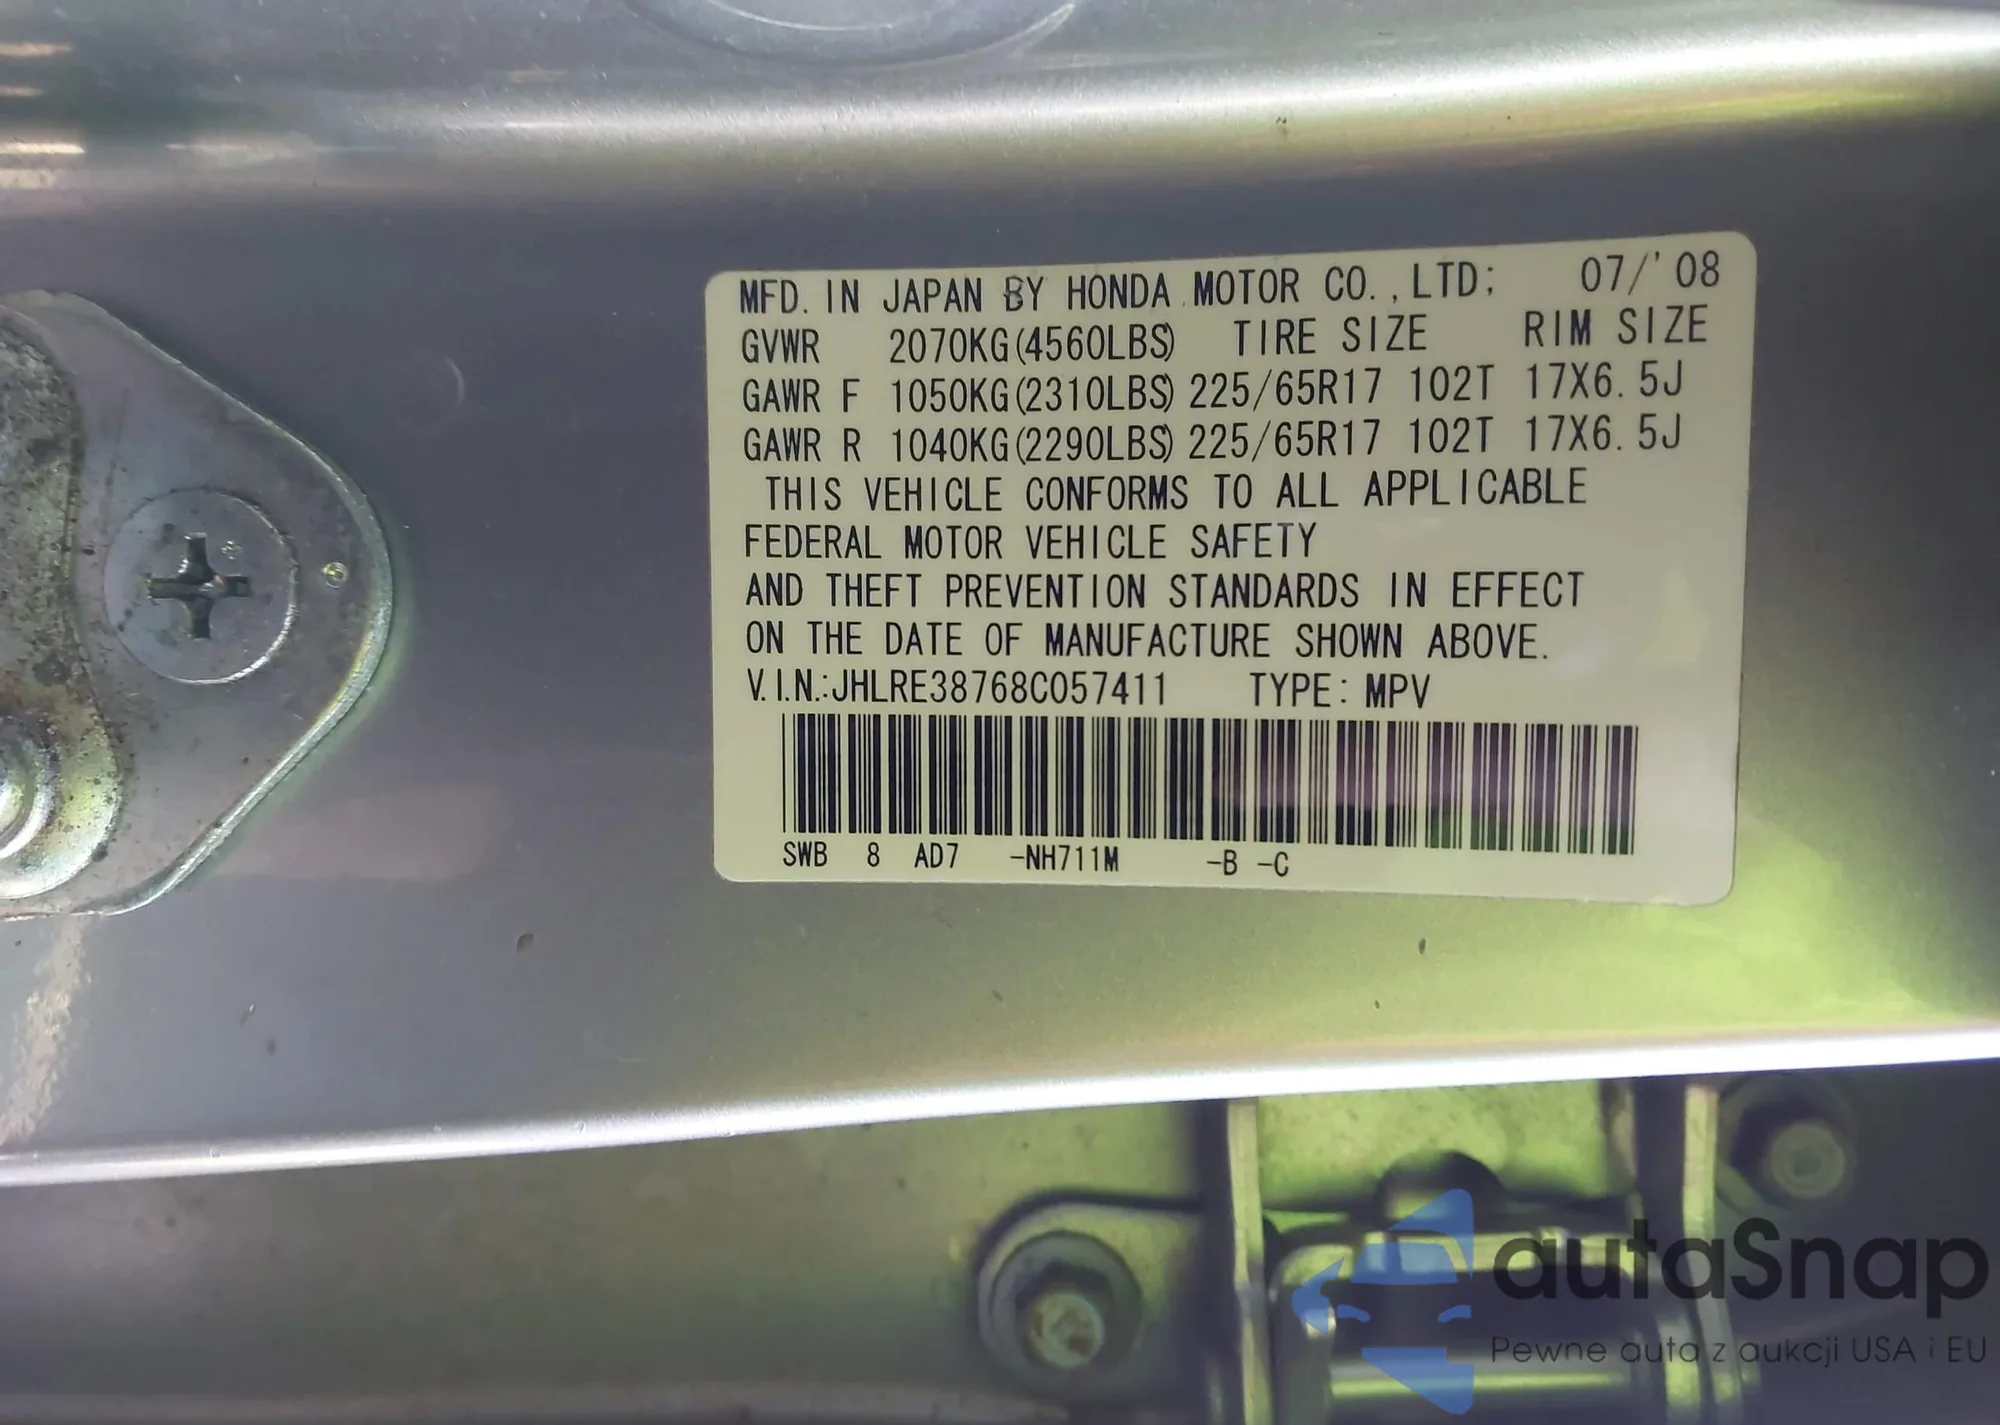 MFD. IN JAPAN BY HONDA MOTOR CO., LTD; 07/'08
GVWR 2070KG(4560LBS) TIRE SIZE RIM SIZE
GAWR F 1050KG(2310LBS) 225/65R17 102T 17X6.5J
GAWR R 1040KG(2290LBS) 225/65R17 102T 17X6.5J
THIS VEHICLE CONFORMS TO ALL APPLICABLE
FEDERAL MOTOR VEHICLE SAFETY
AND THEFT PREVENTION STANDARDS IN EFFECT
ON THE DATE OF MANUFACTURE SHOWN ABOVE.
V.I.N.:JHLRE38768C057411 TYPE: MPV
SWB 8 AD7 -NH711M -B -C
autaSnap
Pewne auta z aukcji USA i EU